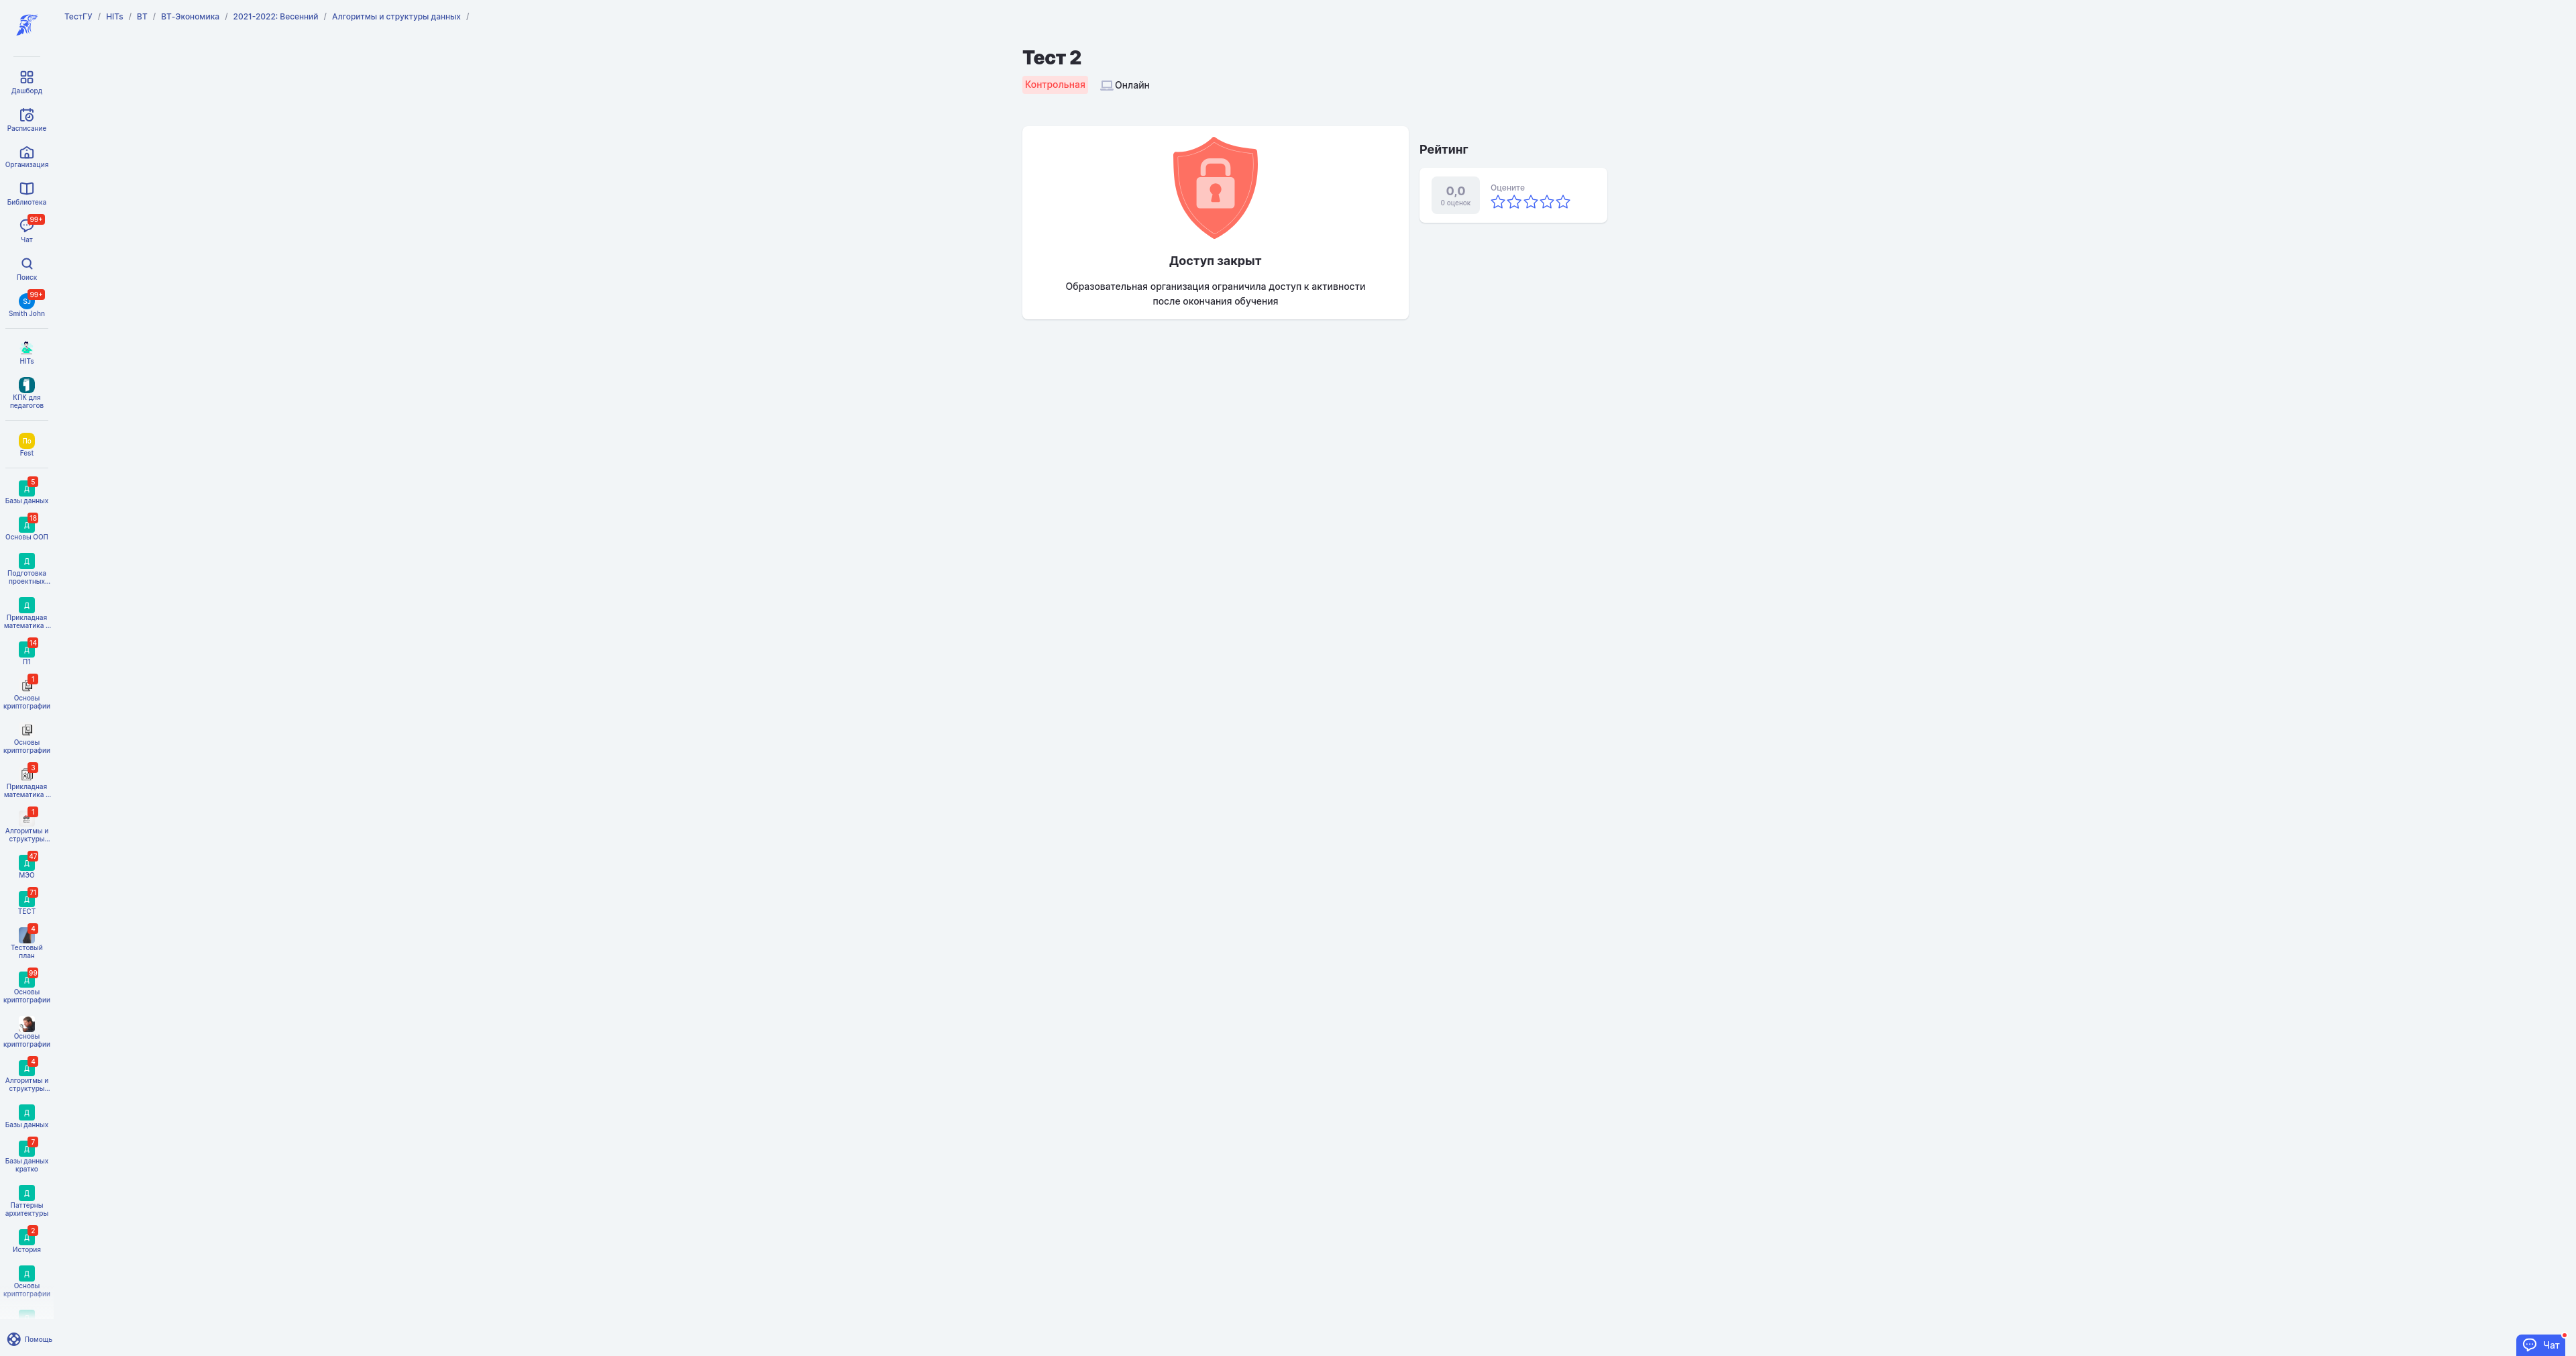 ТестГУ / HITs / ВТ / ВТ-Экономика / 2021-2022: Весенний / Алгоритмы и структуры данных /
Дашборд
Расписание
Организация
Библиотека
99+
Чат
Поиск
99+
Smith John
HITs
КПК для
педагогов
Пв
Fest
5
Д
Базы данных
18
Д
Основы ООП
Д
Подготовка
проектных...
Д
Прикладная
математика ...
14
Д
П1
1
Основы
криптографии
Основы
криптографии
3
Прикладная
математика ...
1
Алгоритмы и
структуры...
47
Д
МЭО
71
Д
ТЕСТ
4
Тестовый
план
99
Д
Основы
криптографии
Основы
криптографии
4
Д
Алгоритмы и
структуры...
Д
Базы данных
7
Д
Базы данных
кратко
Д
Паттерны
архитектуры
2
Д
История
Д
Основы
криптографии
Помощь
Тест 2
Контрольная Онлайн
Доступ закрыт
Образовательная организация ограничила доступ к активности
после окончания обучения
Рейтинг
0,0
0 оценок
Оцените
Чат